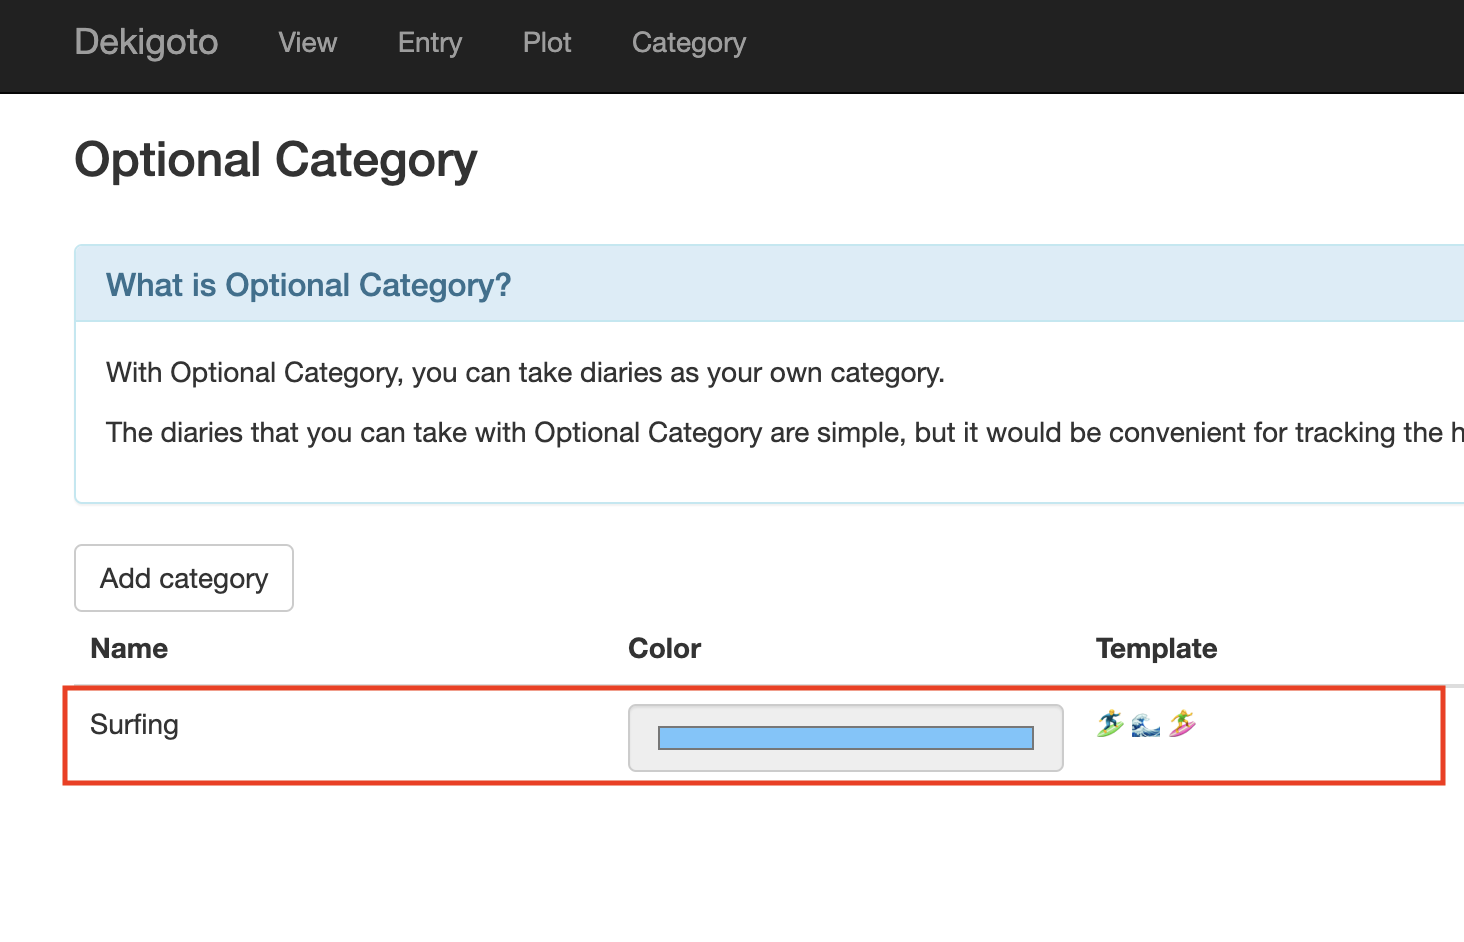 Dekigoto View Entry Plot Category
Optional Category
What is Optional Category?
With Optional Category, you can take diaries as your own category.
The diaries that you can take with Optional Category are simple, but it would be convenient for tracking the h
Add category
Name Color Template
Surfing 🏄‍♂️ 🌊 🏄‍♀️